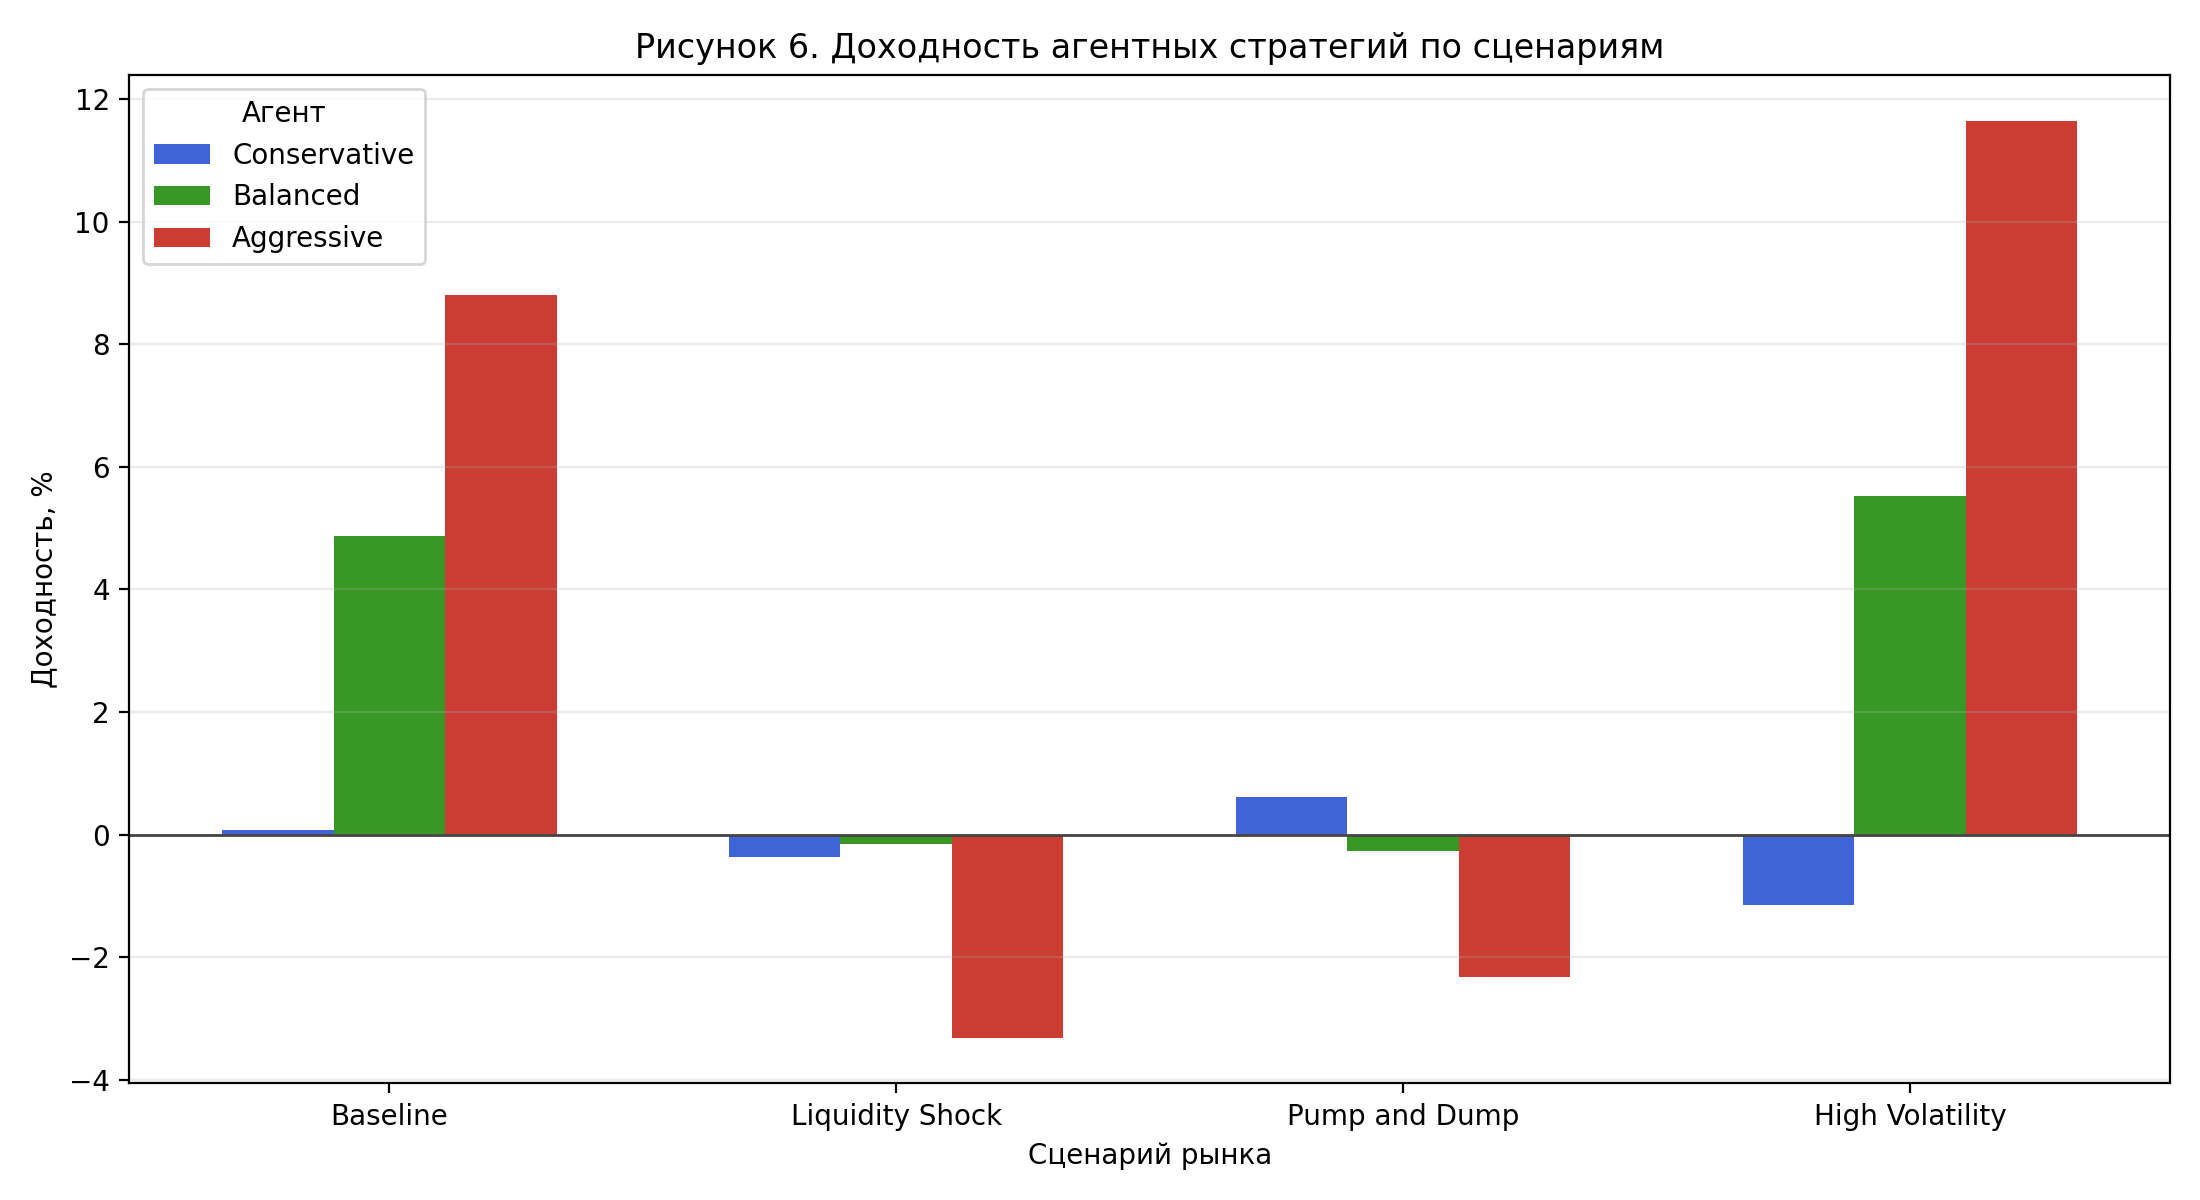 Рисунок 6. Доходность агентных стратегий по сценариям
Агент
Conservative
Balanced
Aggressive
Доходность, %
12
10
8
6
4
2
0
−2
−4
Baseline
Liquidity Shock
Pump and Dump
High Volatility
Сценарий рынка